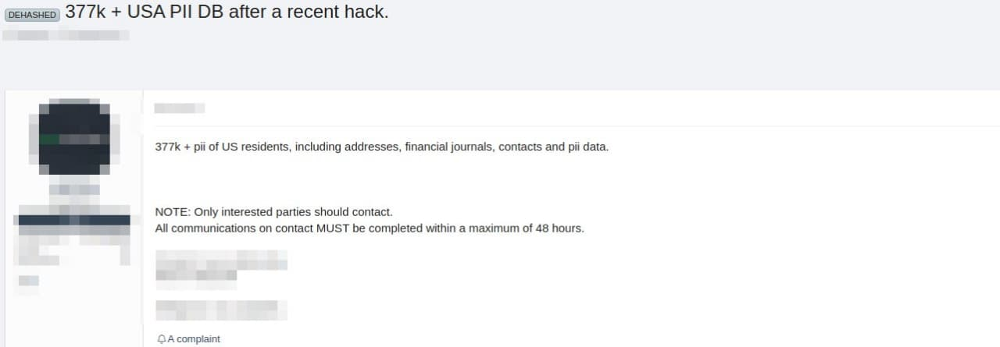 DEHASHED 377k + USA PII DB after a recent hack.
377k + pii of US residents, including addresses, financial journals, contacts and pii data.
NOTE: Only interested parties should contact.
All communications on contact MUST be completed within a maximum of 48 hours.
A complaint